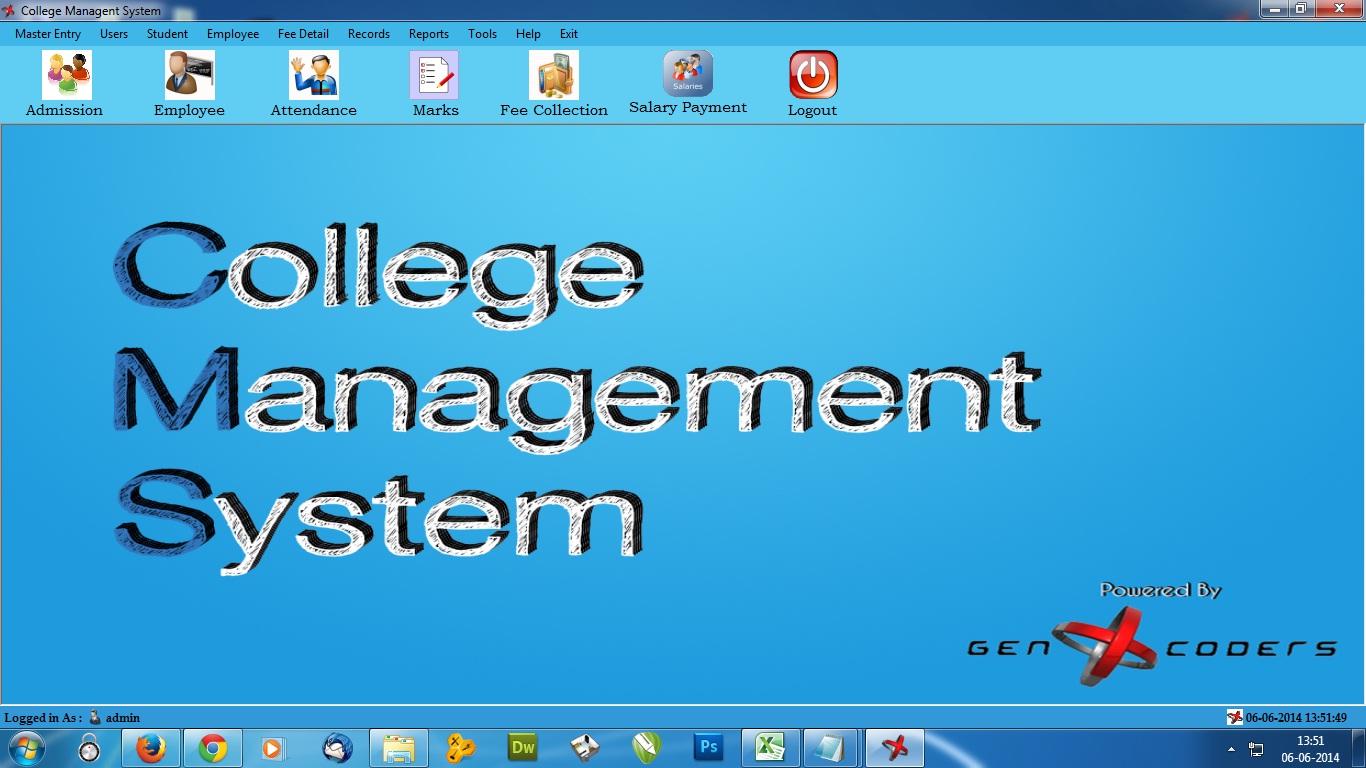 College Managent System
Master Entry Users Student Employee Fee Detail Records Reports Tools Help Exit
Salaries
Admission Employee Attendance Marks Fee Collection Salary Payment Logout
College
Management
System
Powered By
GEN X CODERS
Logged in As : admin 06-06-2014 13:51:49
Dw Ps 13:51
06-06-2014